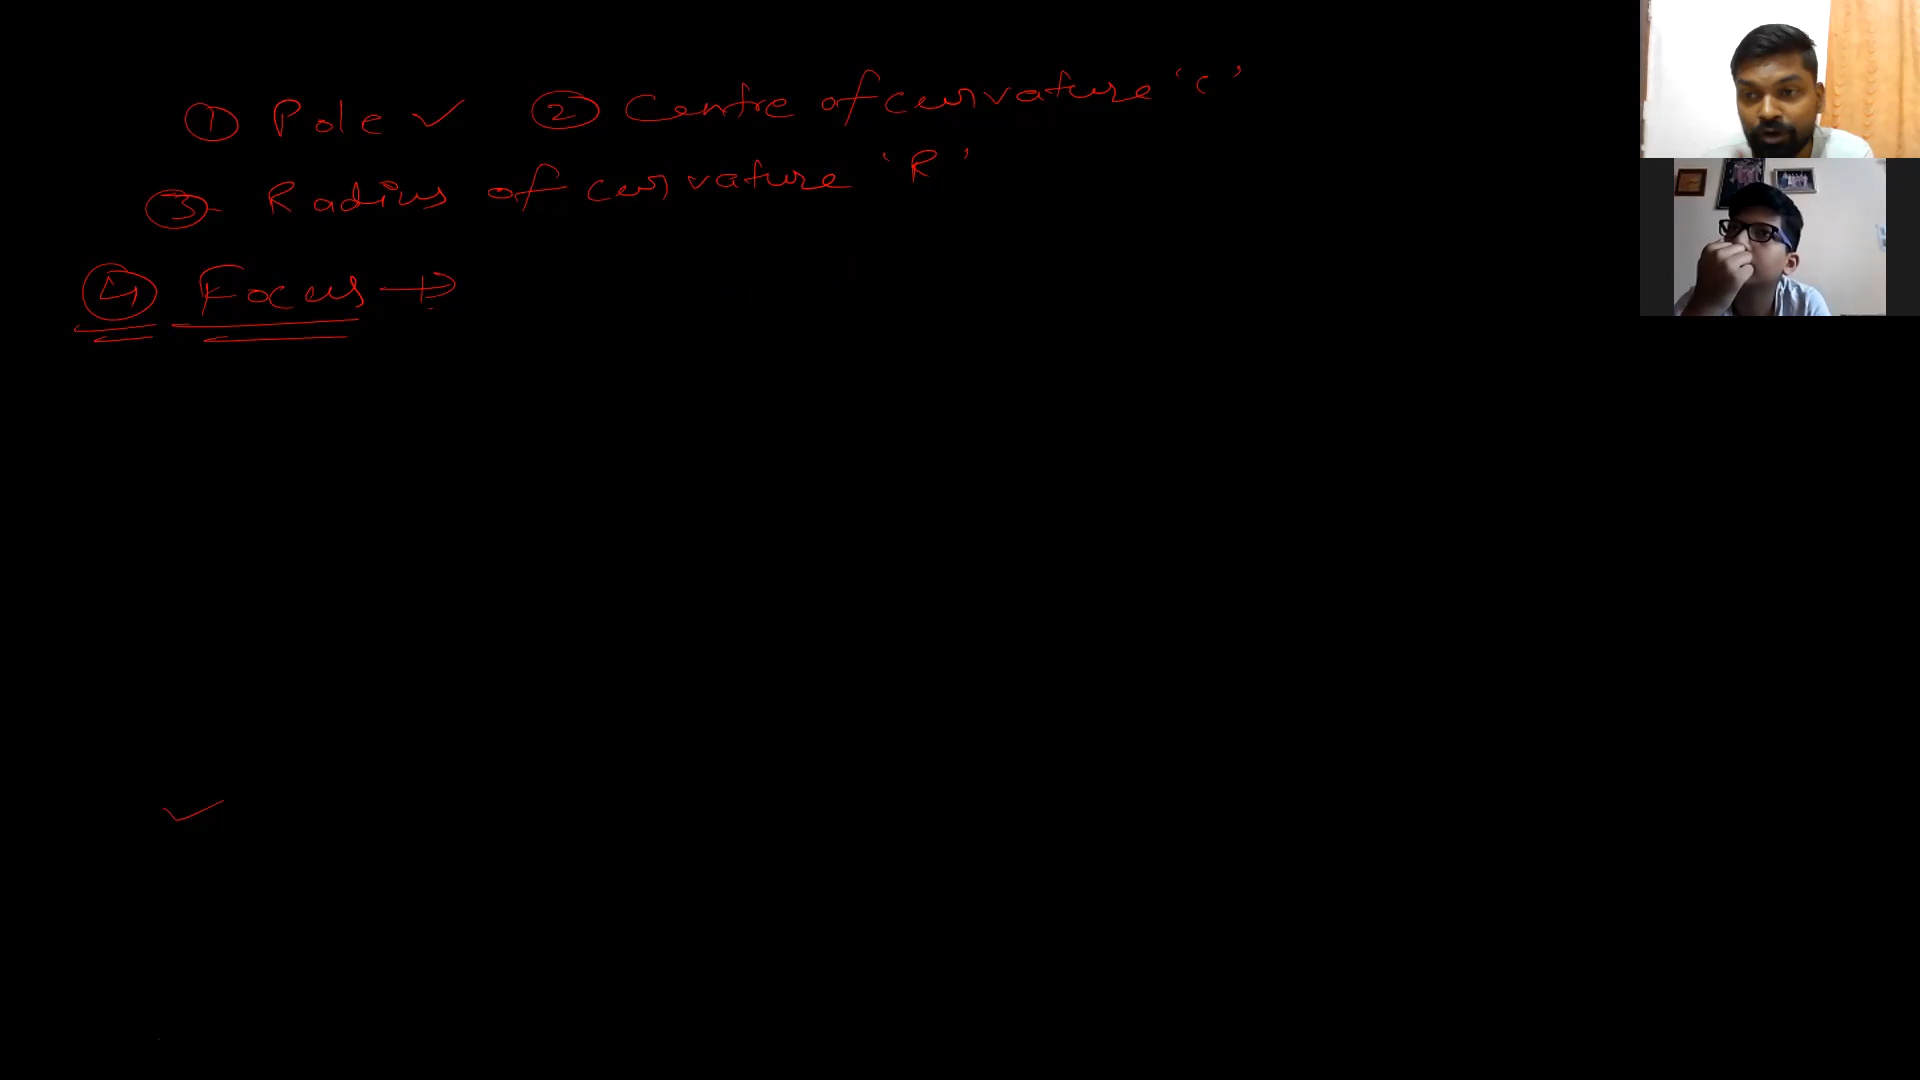 ① Pole ✓ ② Centre of curvature 'c'
③ Radius of curvature 'R'
④ Focus →